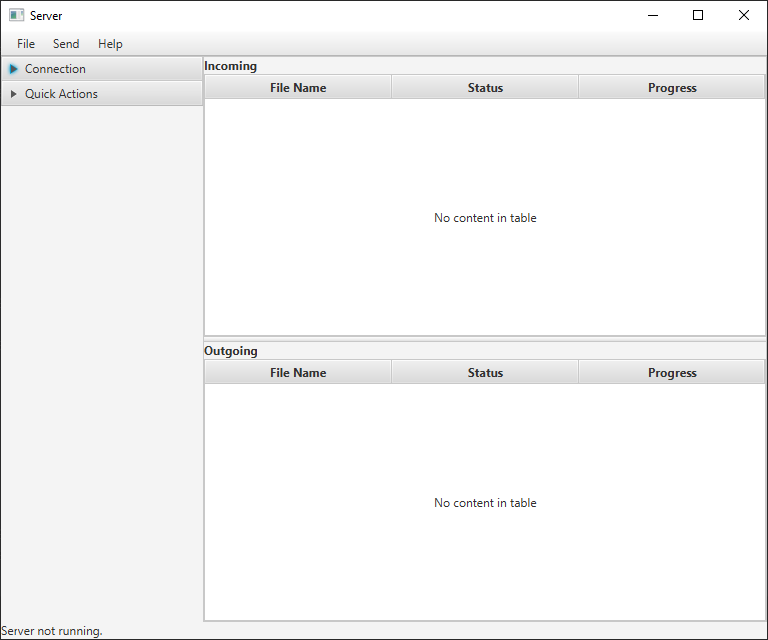 Server
File Send Help
Connection
Quick Actions
Incoming
File Name Status Progress
No content in table
Outgoing
File Name Status Progress
No content in table
Server not running.